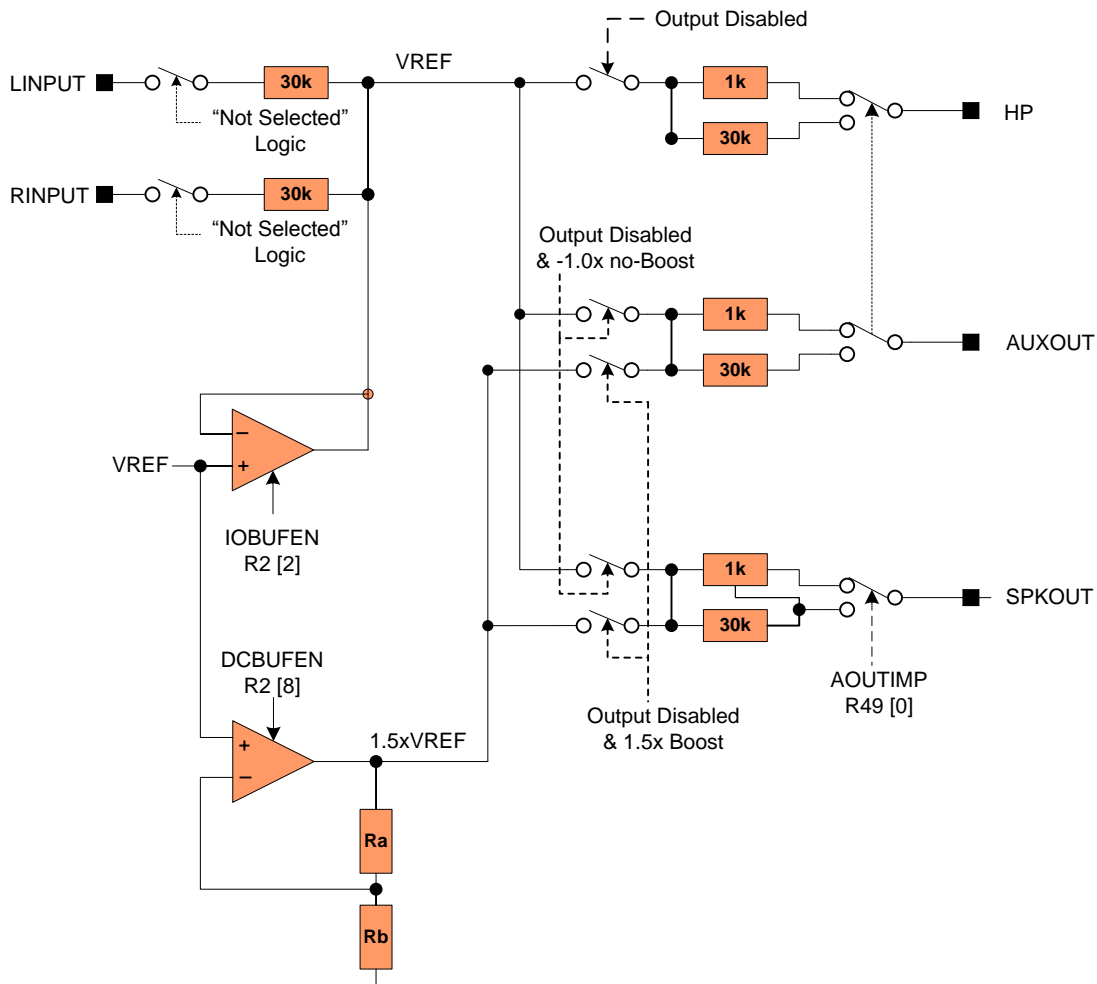 Output Disabled
LINPUT
30k
VREF
1k
HP
“Not Selected”
Logic
30k
RINPUT
30k
“Not Selected”
Logic
Output Disabled
& -1.0x no-Boost
1k
AUXOUT
30k
−
VREF
+
IOBUFEN
R2 [2]
1k
SPKOUT
30k
DCBUFEN
R2 [8]
AOUTIMP
R49 [0]
Output Disabled
& 1.5x Boost
1.5xVREF
+
−
Ra
Rb